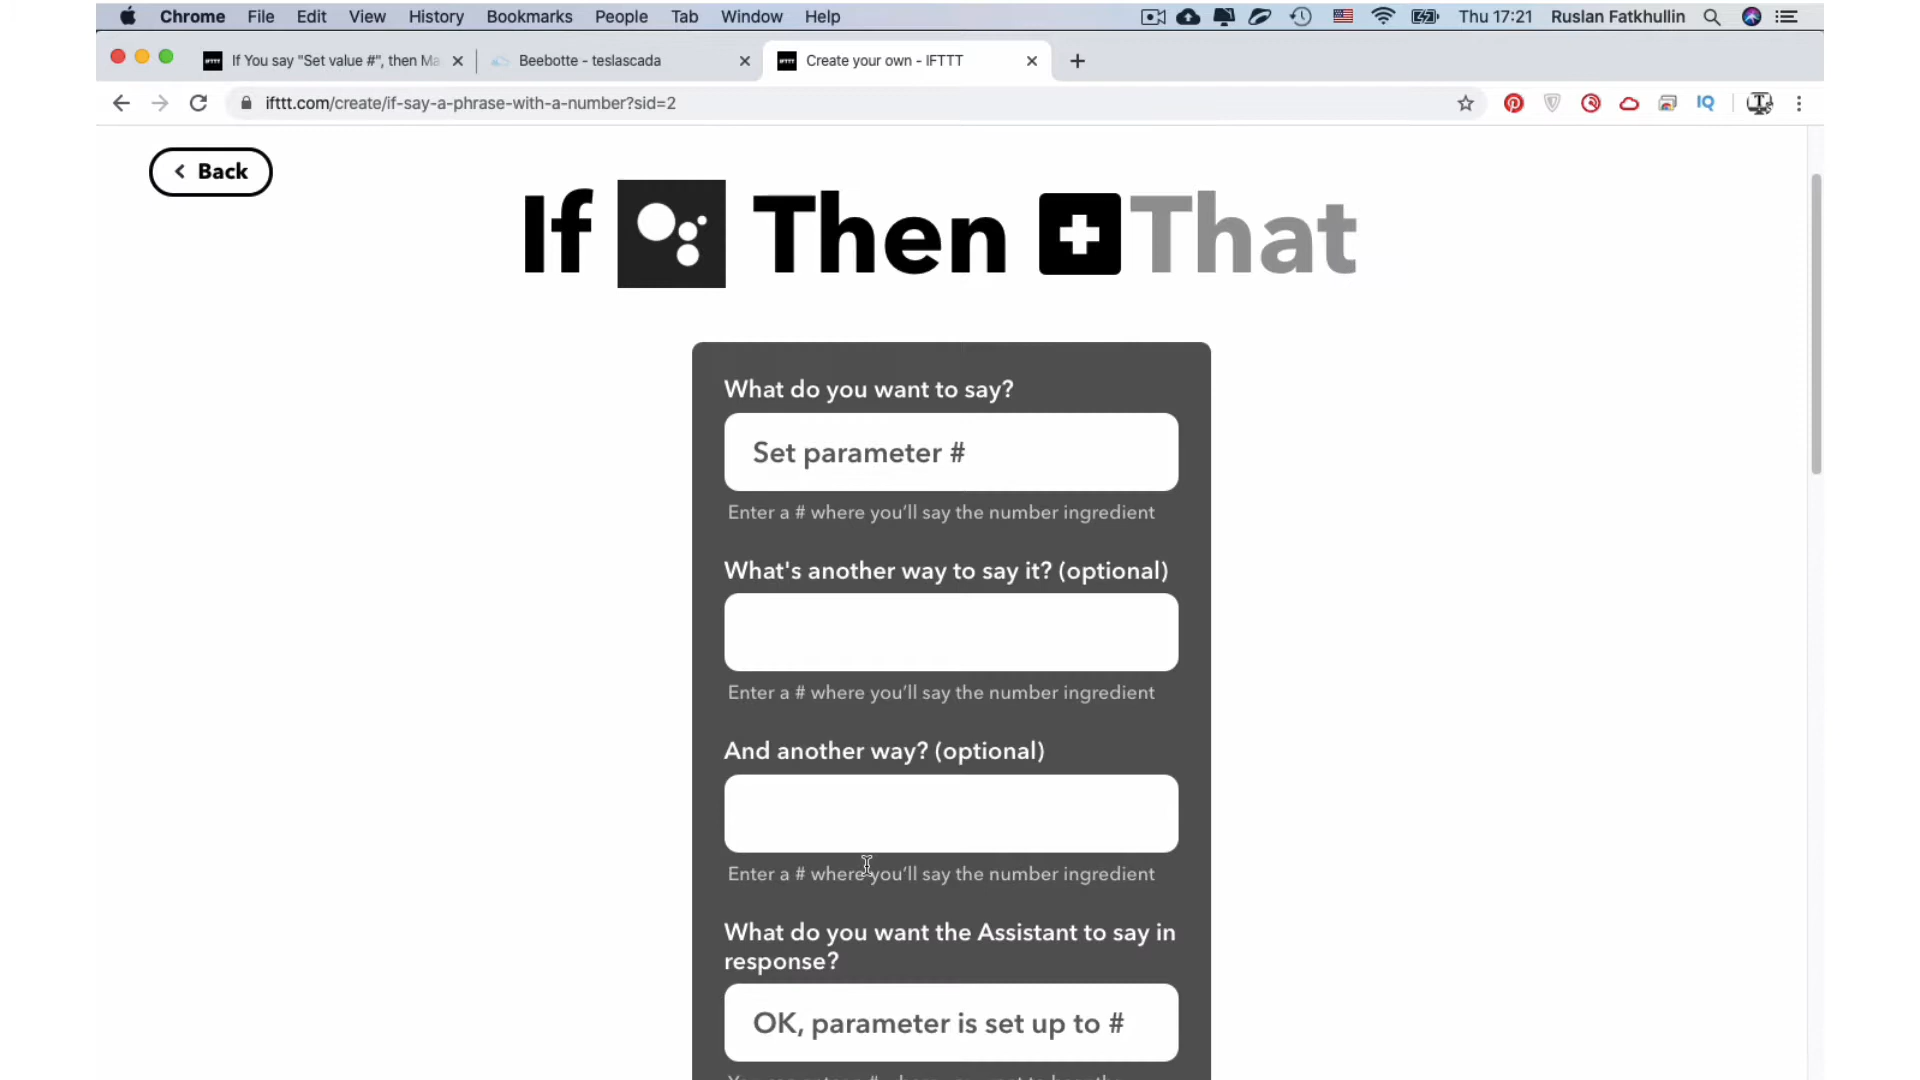 Chrome File Edit View History Bookmarks People Tab Window Help Thu 17:21 Ruslan Fatkhullin
IFTTT If You say "Set value #", then Ma Beebotte - teslascada IFTTT Create your own - IFTTT
ifttt.com/create/if-say-a-phrase-with-a-number?sid=2 IQ
Back
If Then That
What do you want to say?
Set parameter #
Enter a # where you'll say the number ingredient
What's another way to say it? (optional)
Enter a # where you'll say the number ingredient
And another way? (optional)
Enter a # where you'll say the number ingredient
What do you want the Assistant to say in
response?
OK, parameter is set up to #